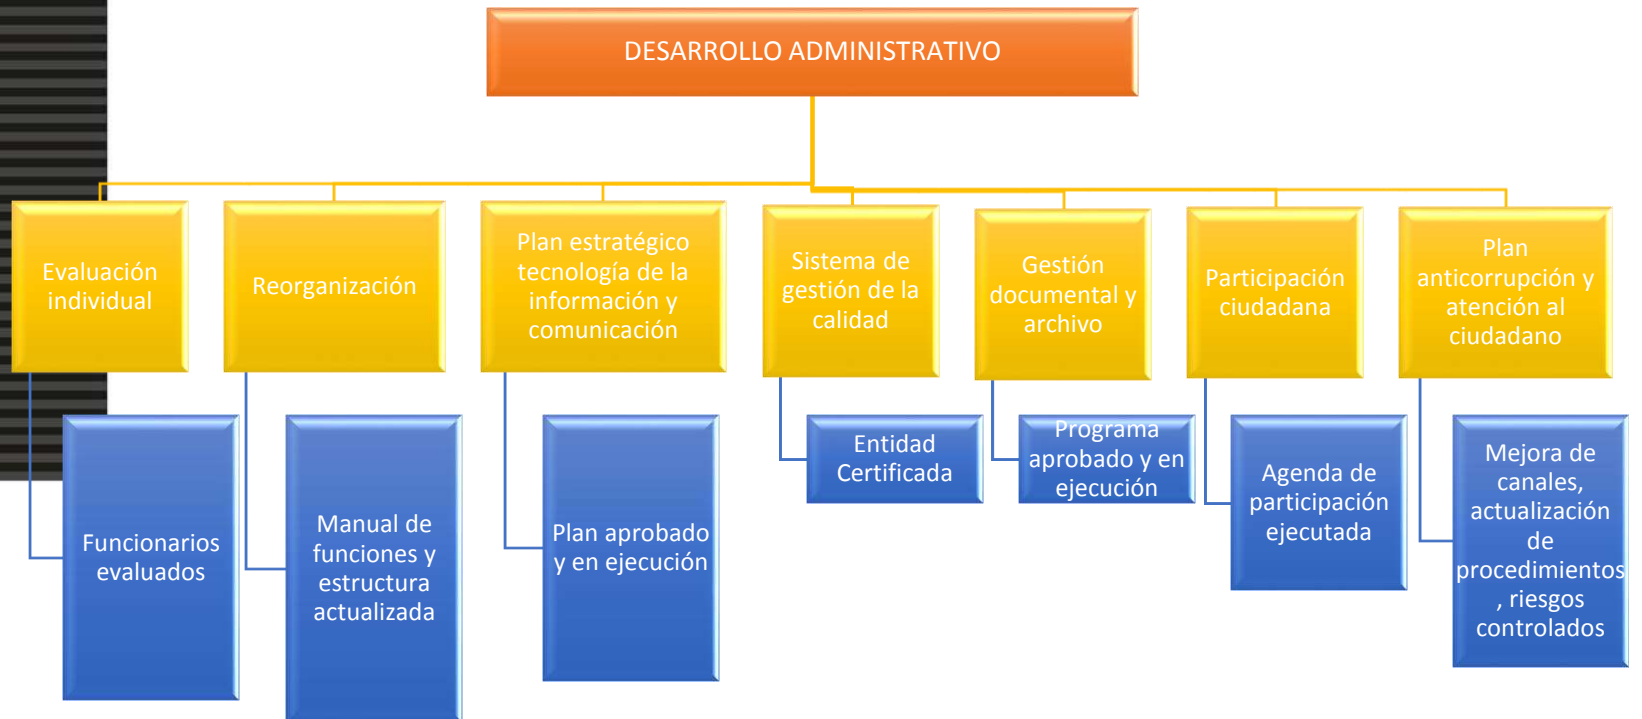 DESARROLLO ADMINISTRATIVO
Evaluación
individual
Reorganización
Plan estratégico
tecnología de la
información y
comunicación
Sistema de
gestión de la
calidad
Gestión
documental y
archivo
Participación
ciudadana
Plan
anticorrupción y
atención al
ciudadano
Funcionarios
evaluados
Manual de
funciones y
estructura
actualizada
Plan aprobado
y en ejecución
Entidad
Certificada
Programa
aprobado y en
ejecución
Agenda de
participación
ejecutada
Mejora de
canales,
actualización
de
procedimientos
, riesgos
controlados